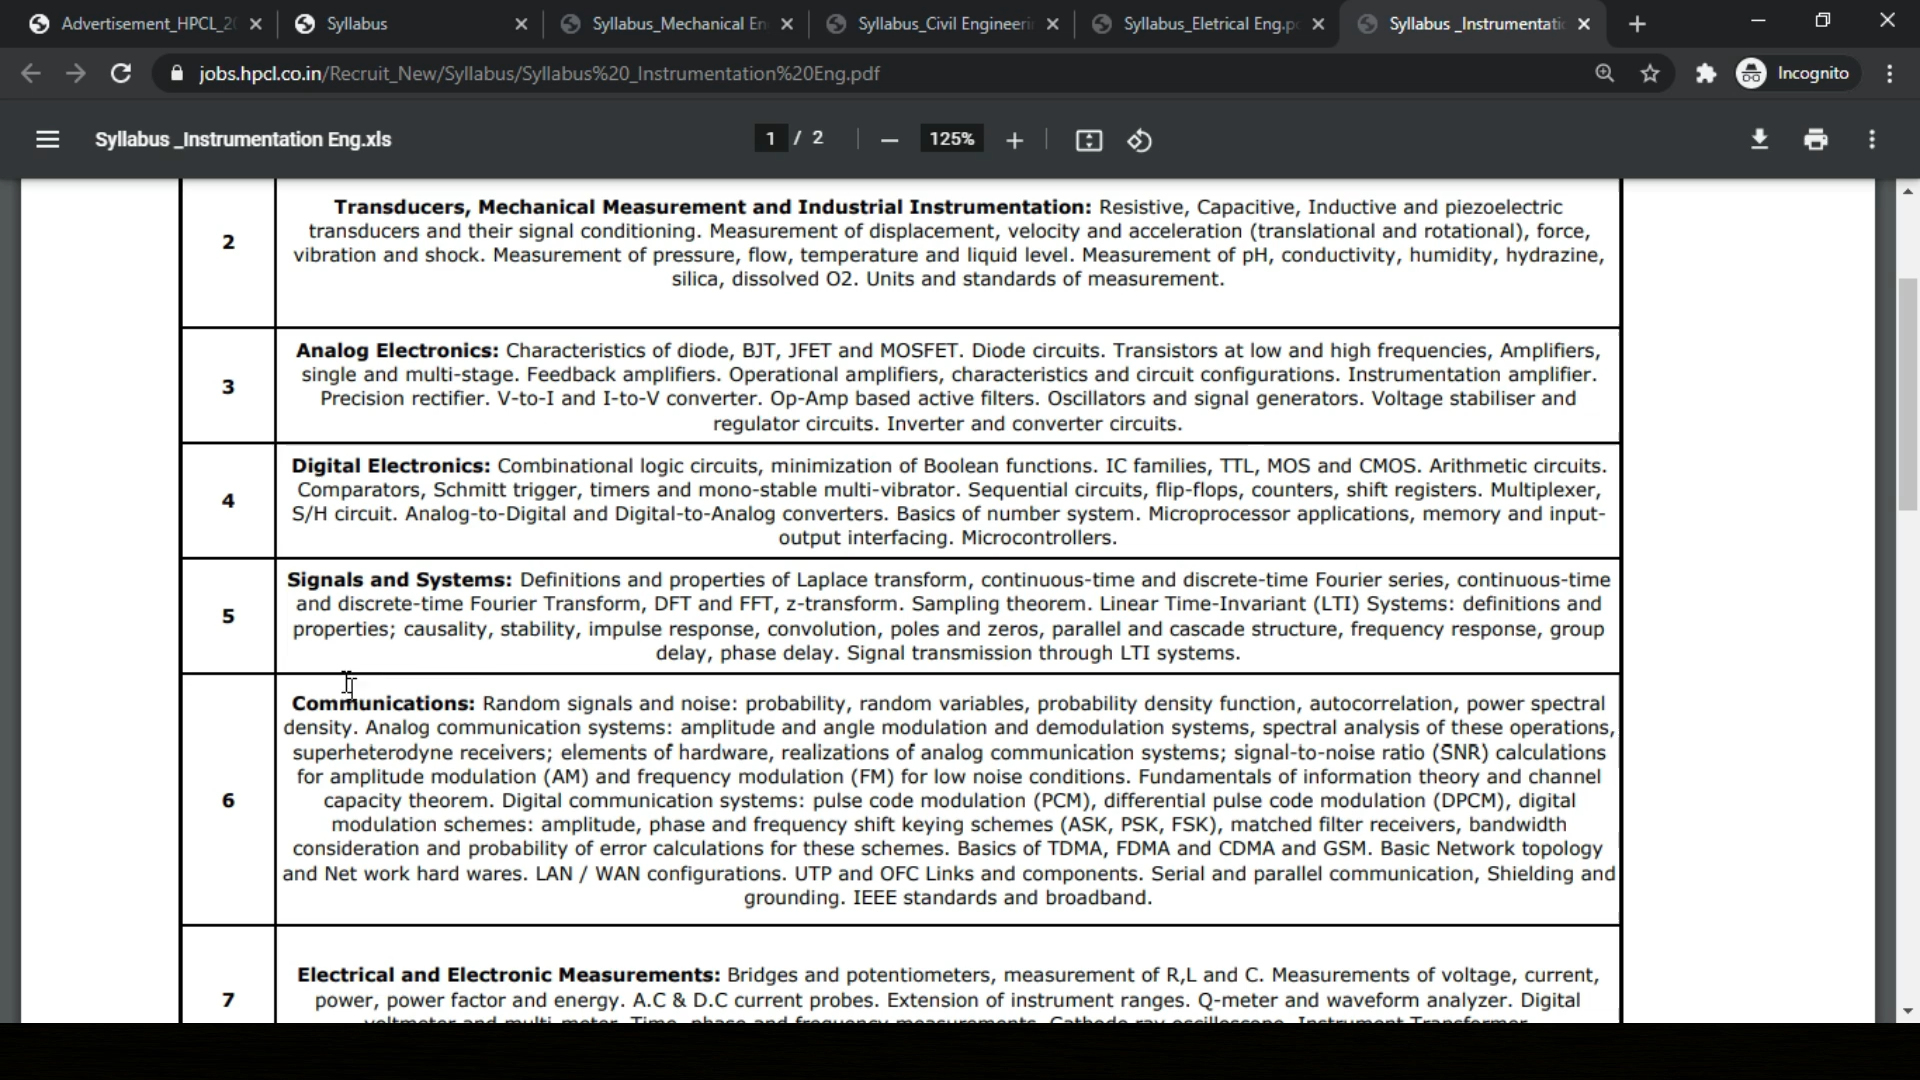 Advertisement_HPCL_2
Syllabus
Syllabus_Mechanical En
Syllabus_Civil Engineeri
Syllabus_Eletrical Eng.p
Syllabus _Instrumentati
jobs.hpcl.co.in/Recruit_New/Syllabus/Syllabus%20_Instrumentation%20Eng.pdf
Incognito
Syllabus _Instrumentation Eng.xls
1 / 2
125%
2
Transducers, Mechanical Measurement and Industrial Instrumentation: Resistive, Capacitive, Inductive and piezoelectric
transducers and their signal conditioning. Measurement of displacement, velocity and acceleration (translational and rotational), force,
vibration and shock. Measurement of pressure, flow, temperature and liquid level. Measurement of pH, conductivity, humidity, hydrazine,
silica, dissolved O2. Units and standards of measurement.
3
Analog Electronics: Characteristics of diode, BJT, JFET and MOSFET. Diode circuits. Transistors at low and high frequencies, Amplifiers,
single and multi-stage. Feedback amplifiers. Operational amplifiers, characteristics and circuit configurations. Instrumentation amplifier.
Precision rectifier. V-to-I and I-to-V converter. Op-Amp based active filters. Oscillators and signal generators. Voltage stabiliser and
regulator circuits. Inverter and converter circuits.
4
Digital Electronics: Combinational logic circuits, minimization of Boolean functions. IC families, TTL, MOS and CMOS. Arithmetic circuits.
Comparators, Schmitt trigger, timers and mono-stable multi-vibrator. Sequential circuits, flip-flops, counters, shift registers. Multiplexer,
S/H circuit. Analog-to-Digital and Digital-to-Analog converters. Basics of number system. Microprocessor applications, memory and input-
output interfacing. Microcontrollers.
5
Signals and Systems: Definitions and properties of Laplace transform, continuous-time and discrete-time Fourier series, continuous-time
and discrete-time Fourier Transform, DFT and FFT, z-transform. Sampling theorem. Linear Time-Invariant (LTI) Systems: definitions and
properties; causality, stability, impulse response, convolution, poles and zeros, parallel and cascade structure, frequency response, group
delay, phase delay. Signal transmission through LTI systems.
6
Communications: Random signals and noise: probability, random variables, probability density function, autocorrelation, power spectral
density. Analog communication systems: amplitude and angle modulation and demodulation systems, spectral analysis of these operations,
superheterodyne receivers; elements of hardware, realizations of analog communication systems; signal-to-noise ratio (SNR) calculations
for amplitude modulation (AM) and frequency modulation (FM) for low noise conditions. Fundamentals of information theory and channel
capacity theorem. Digital communication systems: pulse code modulation (PCM), differential pulse code modulation (DPCM), digital
modulation schemes: amplitude, phase and frequency shift keying schemes (ASK, PSK, FSK), matched filter receivers, bandwidth
consideration and probability of error calculations for these schemes. Basics of TDMA, FDMA and CDMA and GSM. Basic Network topology
and Net work hard wares. LAN / WAN configurations. UTP and OFC Links and components. Serial and parallel communication, Shielding and
grounding. IEEE standards and broadband.
7
Electrical and Electronic Measurements: Bridges and potentiometers, measurement of R,L and C. Measurements of voltage, current,
power, power factor and energy. A.C & D.C current probes. Extension of instrument ranges. Q-meter and waveform analyzer. Digital
voltmeter and multi-meter. Time, phase and frequency measurements. Cathode ray oscilloscope. Instrument Transformer